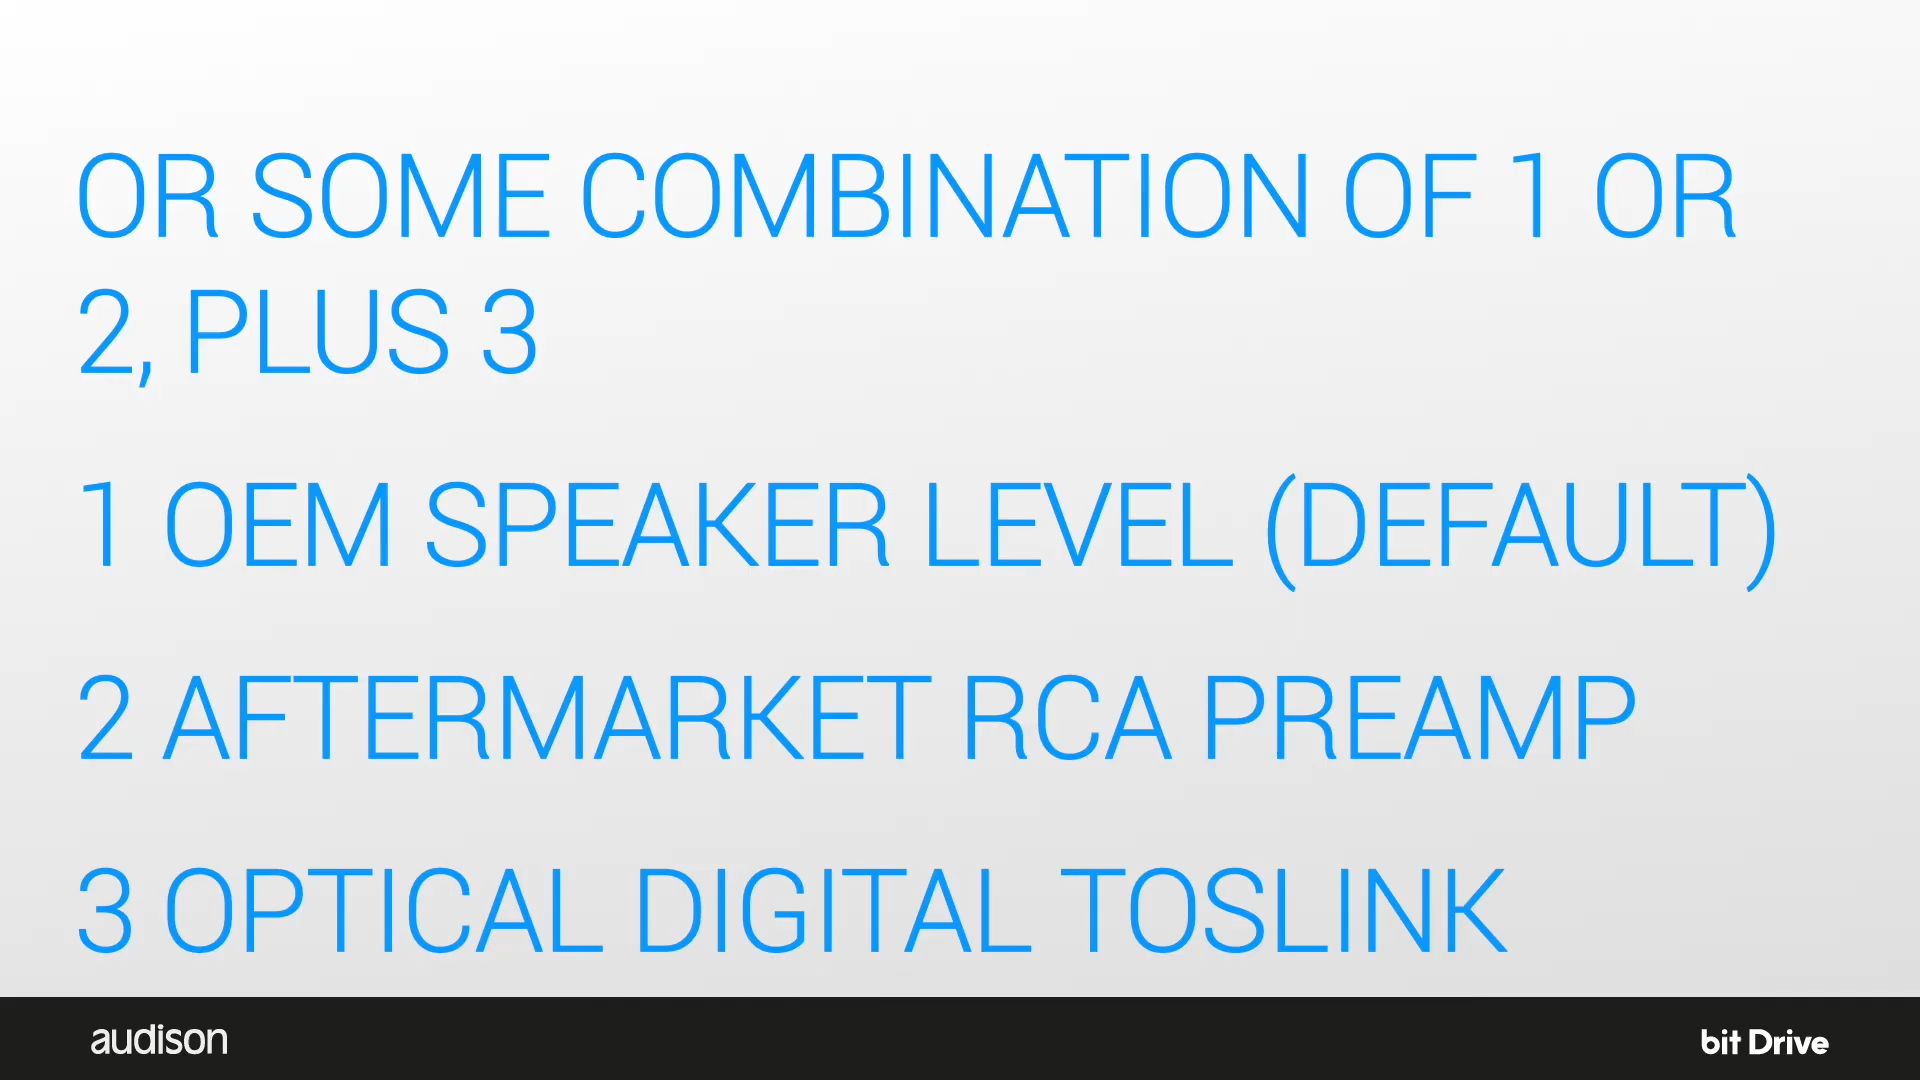 OR SOME COMBINATION OF 1 OR
2, PLUS 3
1 OEM SPEAKER LEVEL (DEFAULT)
2 AFTERMARKET RCA PREAMP
3 OPTICAL DIGITAL TOSLINK
audison
bit Drive